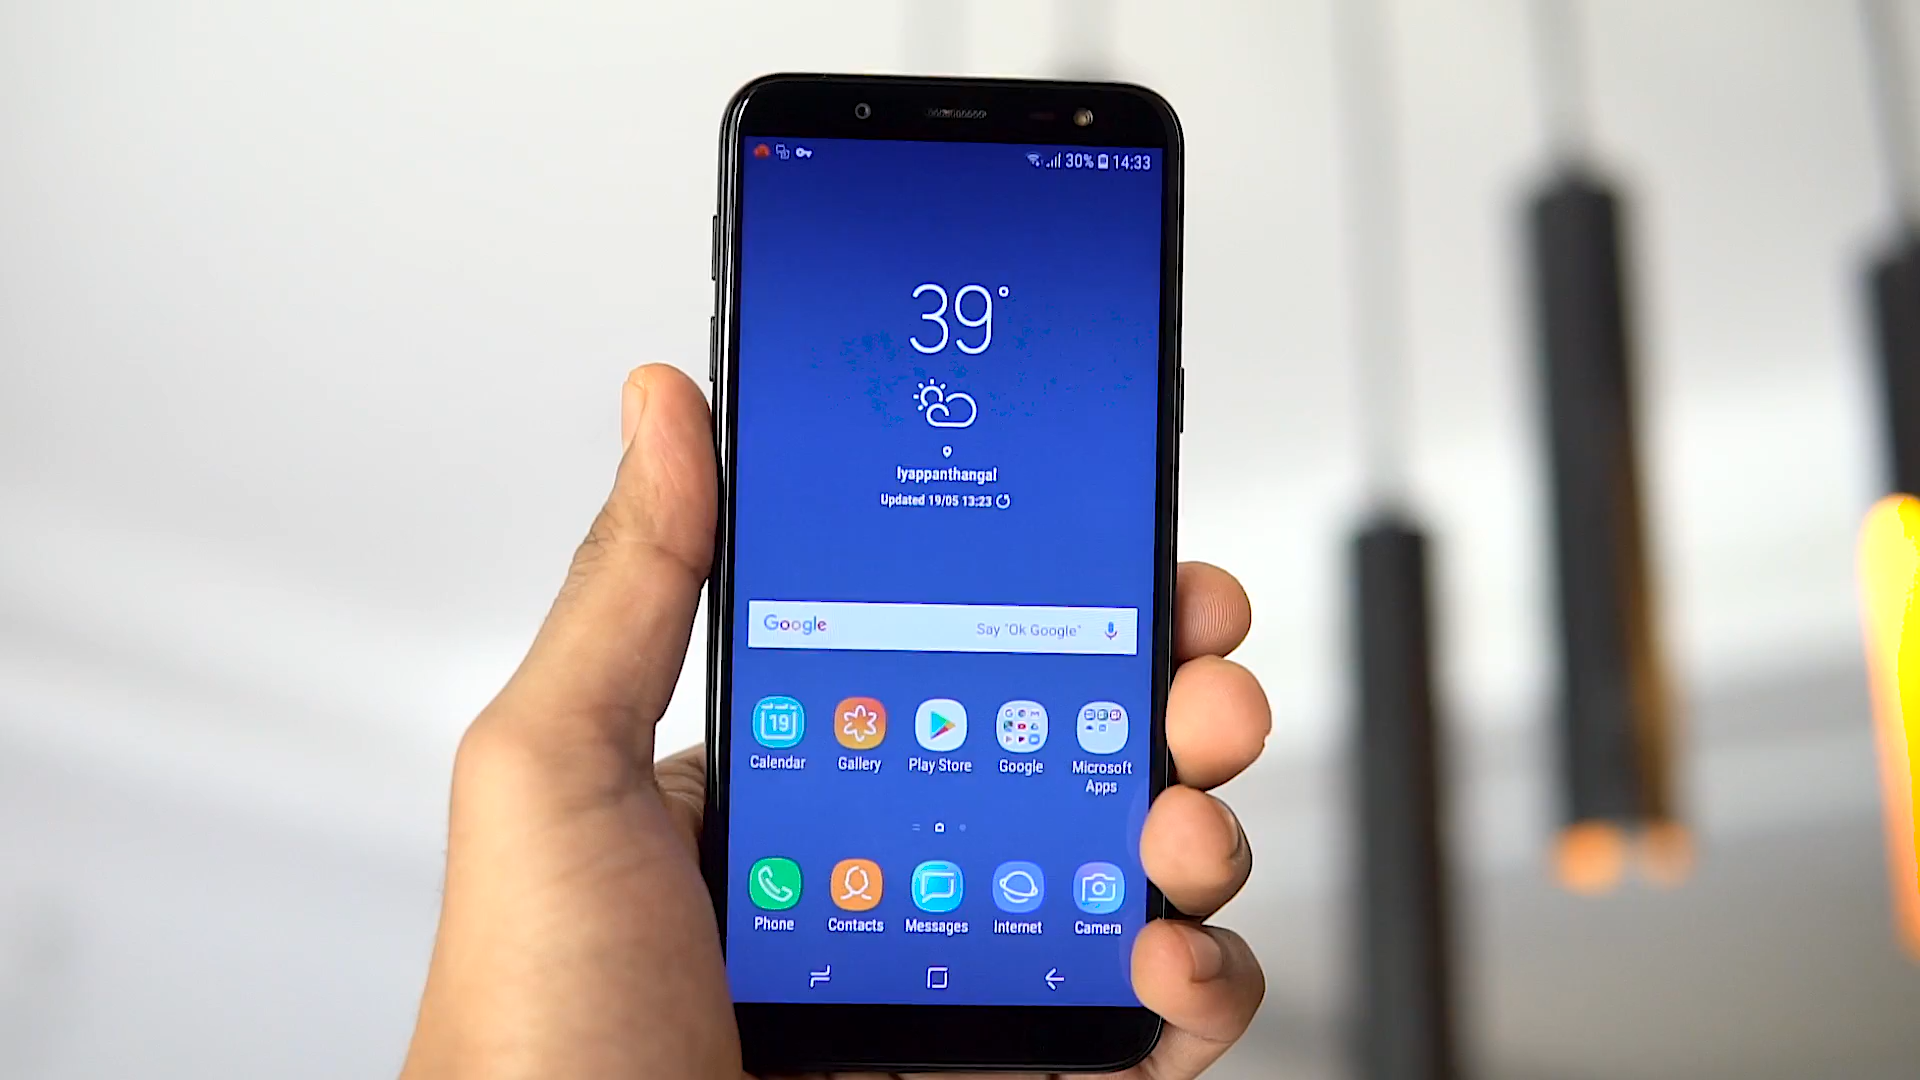 30% 14:33
39°
Iyappanthangal
Updated 19/05 13:23
Google Say "Ok Google"
19
Calendar Gallery Play Store Google Microsoft Apps
Phone Contacts Messages Internet Camera